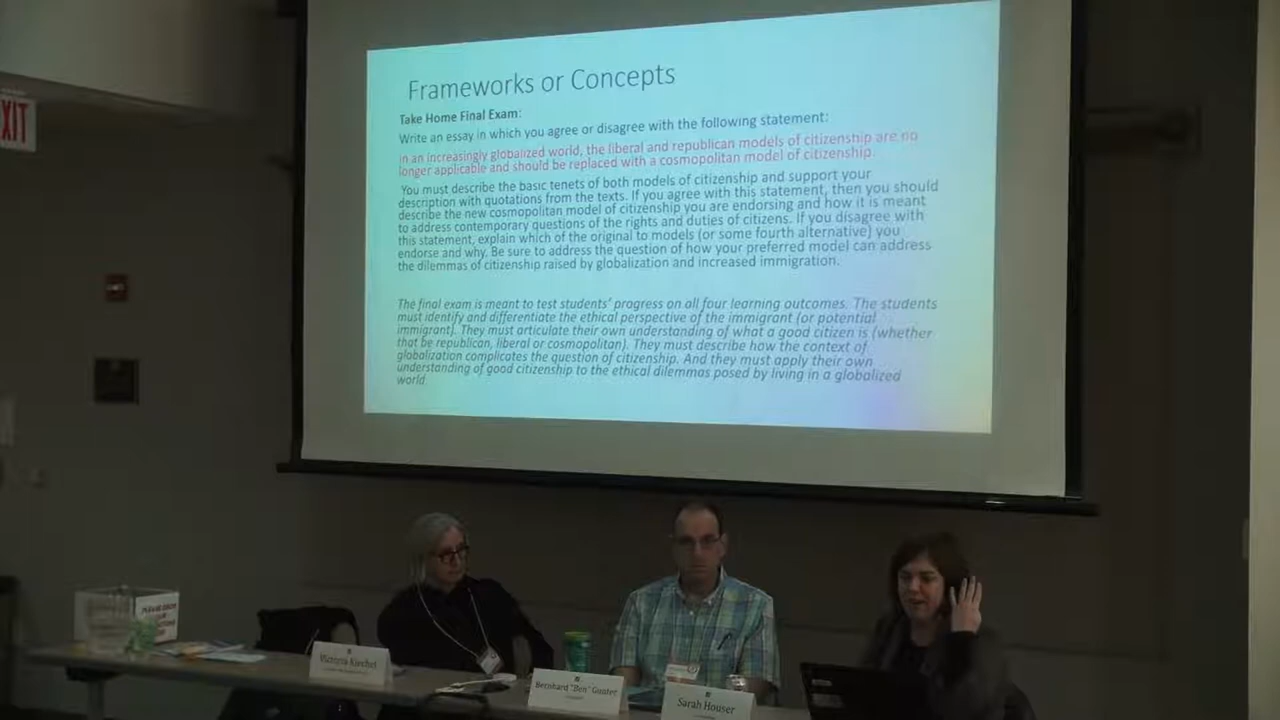 EXIT
Frameworks or Concepts
Take Home Final Exam:
Write an essay in which you agree or disagree with the following statement:
In an increasingly globalized world, the liberal and republican models of citizenship are no
longer applicable and should be replaced with a cosmopolitan model of citizenship.
You must describe the basic tenets of both models of citizenship and support your
description with quotations from the texts. If you agree with this statement, then you should
describe the new cosmopolitan model of citizenship you are endorsing and how it is meant
to address contemporary questions of the rights and duties of citizens. If you disagree with
this statement, explain which of the original to models (or some fourth alternative) you
endorse and why. Be sure to address the question of how your preferred model can address
the dilemmas of citizenship raised by globalization and increased immigration.
The final exam is meant to test students' progress on all four learning outcomes. The students
must identify and differentiate the ethical perspective of the immigrant (or potential
immigrant). They must articulate their own understanding of what a good citizen is (whether
that be republican, liberal or cosmopolitan). They must describe how the context of
globalization complicates the question of citizenship. And they must apply their own
understanding of good citizenship to the ethical dilemmas posed by living in a globalized
world
PLEASE DROP
Victoria
Bernhard "Ben" Gunter
Sarah Houser